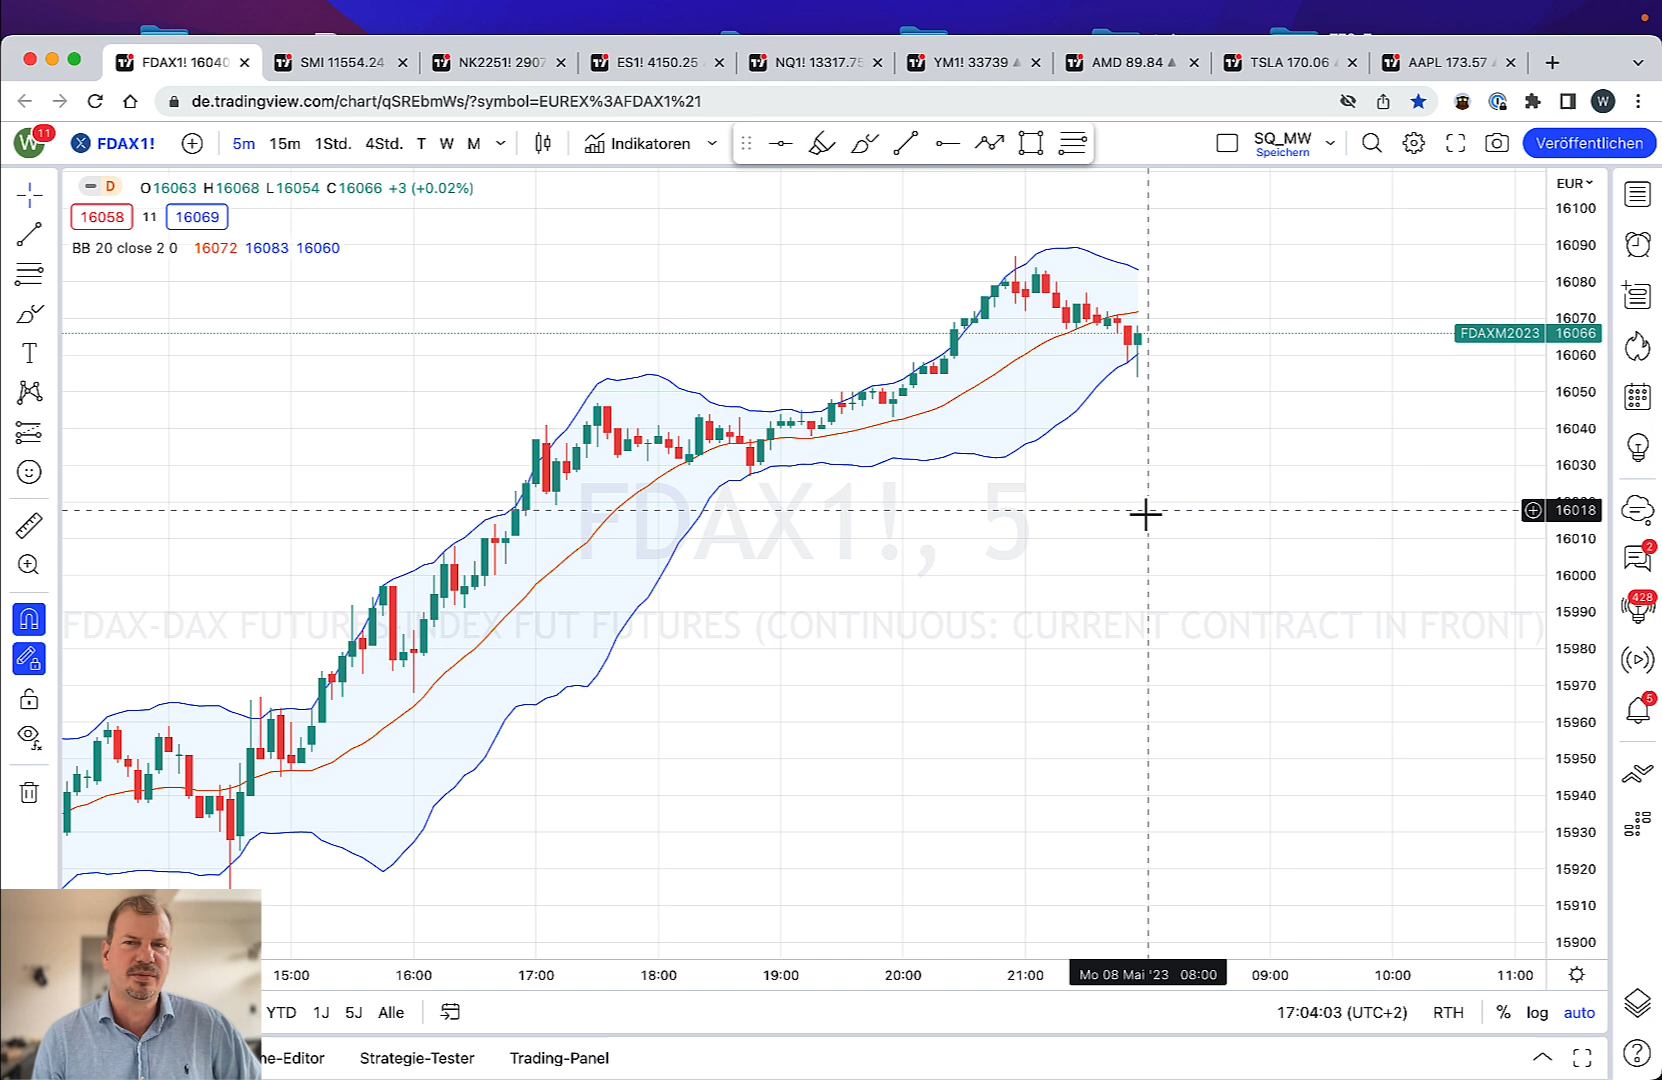 FDAX1! 16040 SMI 11554.24 NK2251! 2907 ES1! 4150.25 NQ1! 13317.75 YM1! 33739 AMD 89.84 TSLA 170.06 AAPL 173.57
de.tradingview.com/chart/qSREbmWs/?symbol=EUREX%3AFDAX1%21 W
W 11 FDAX1! 5m 15m 1Std. 4Std. T W M Indikatoren SQ_MW Speichern Veröffentlichen
D O16063 H16068 L16054 C16066 +3 (+0.02%) EUR
16058 11 16069
BB 20 close 2 0 16072 16083 16060
16100
16090
16080
16070
FDAXM2023 16066
16060
16050
16040
16030
FDAX1!, 5
16018
16010
16000
15990
FDAX-DAX FUTURES-INDEX FUT FUTURES (CONTINUOUS: CURRENT CONTRACT IN FRONT)
2
428
5
15980
15970
15960
15950
15940
15930
15920
15910
15900
15:00 16:00 17:00 18:00 19:00 20:00 21:00 Mo 08 Mai '23 08:00 09:00 10:00 11:00
YTD 1J 5J Alle 17:04:03 (UTC+2) RTH % log auto
ne-Editor Strategie-Tester Trading-Panel